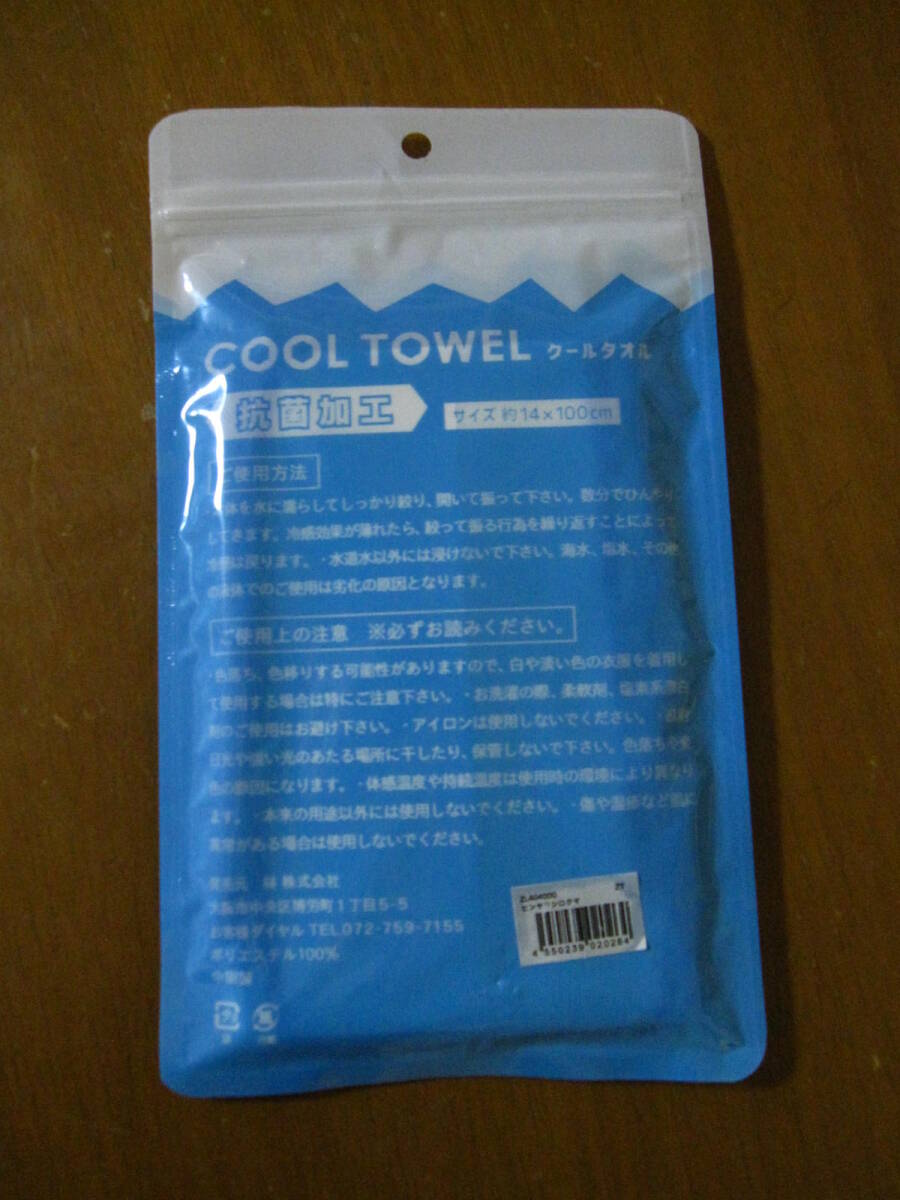 COOL TOWEL クールタオル
抗菌加工
サイズ 約14×100cm
ご使用方法
体を水に濡らしてしっかり絞り、開いて振って下さい。数分でひんやり
してきます。冷感効果が薄れたら、絞って振る行為を繰り返すことによって
冷感は戻ります。・水道水以外には浸けないで下さい。海水、塩水、その他
の液体でのご使用は劣化の原因となります。
ご使用上の注意 ※必ずお読みください。
・色落ち、色移りする可能性がありますので、白や淡い色の衣服を着用し
て使用する場合は特にご注意下さい。・お洗濯の際、柔軟剤、塩素系漂白
剤のご使用はお避け下さい。・アイロンは使用しないでください。・直射
日光や強い光のあたる場所に干したり、保管しないで下さい。色落ちや変
色の原因になります。・体感温度や持続温度は使用時の環境により異なり
ます。・本来の用途以外には使用しないでください。・傷や湿疹など肌に
異常がある場合は使用しないでください。
発売元 林 株式会社
大阪市中央区博労町1丁目5-5
お客様ダイヤル TEL072-759-7155
ポリエステル100%
中国製
4 550239 020284